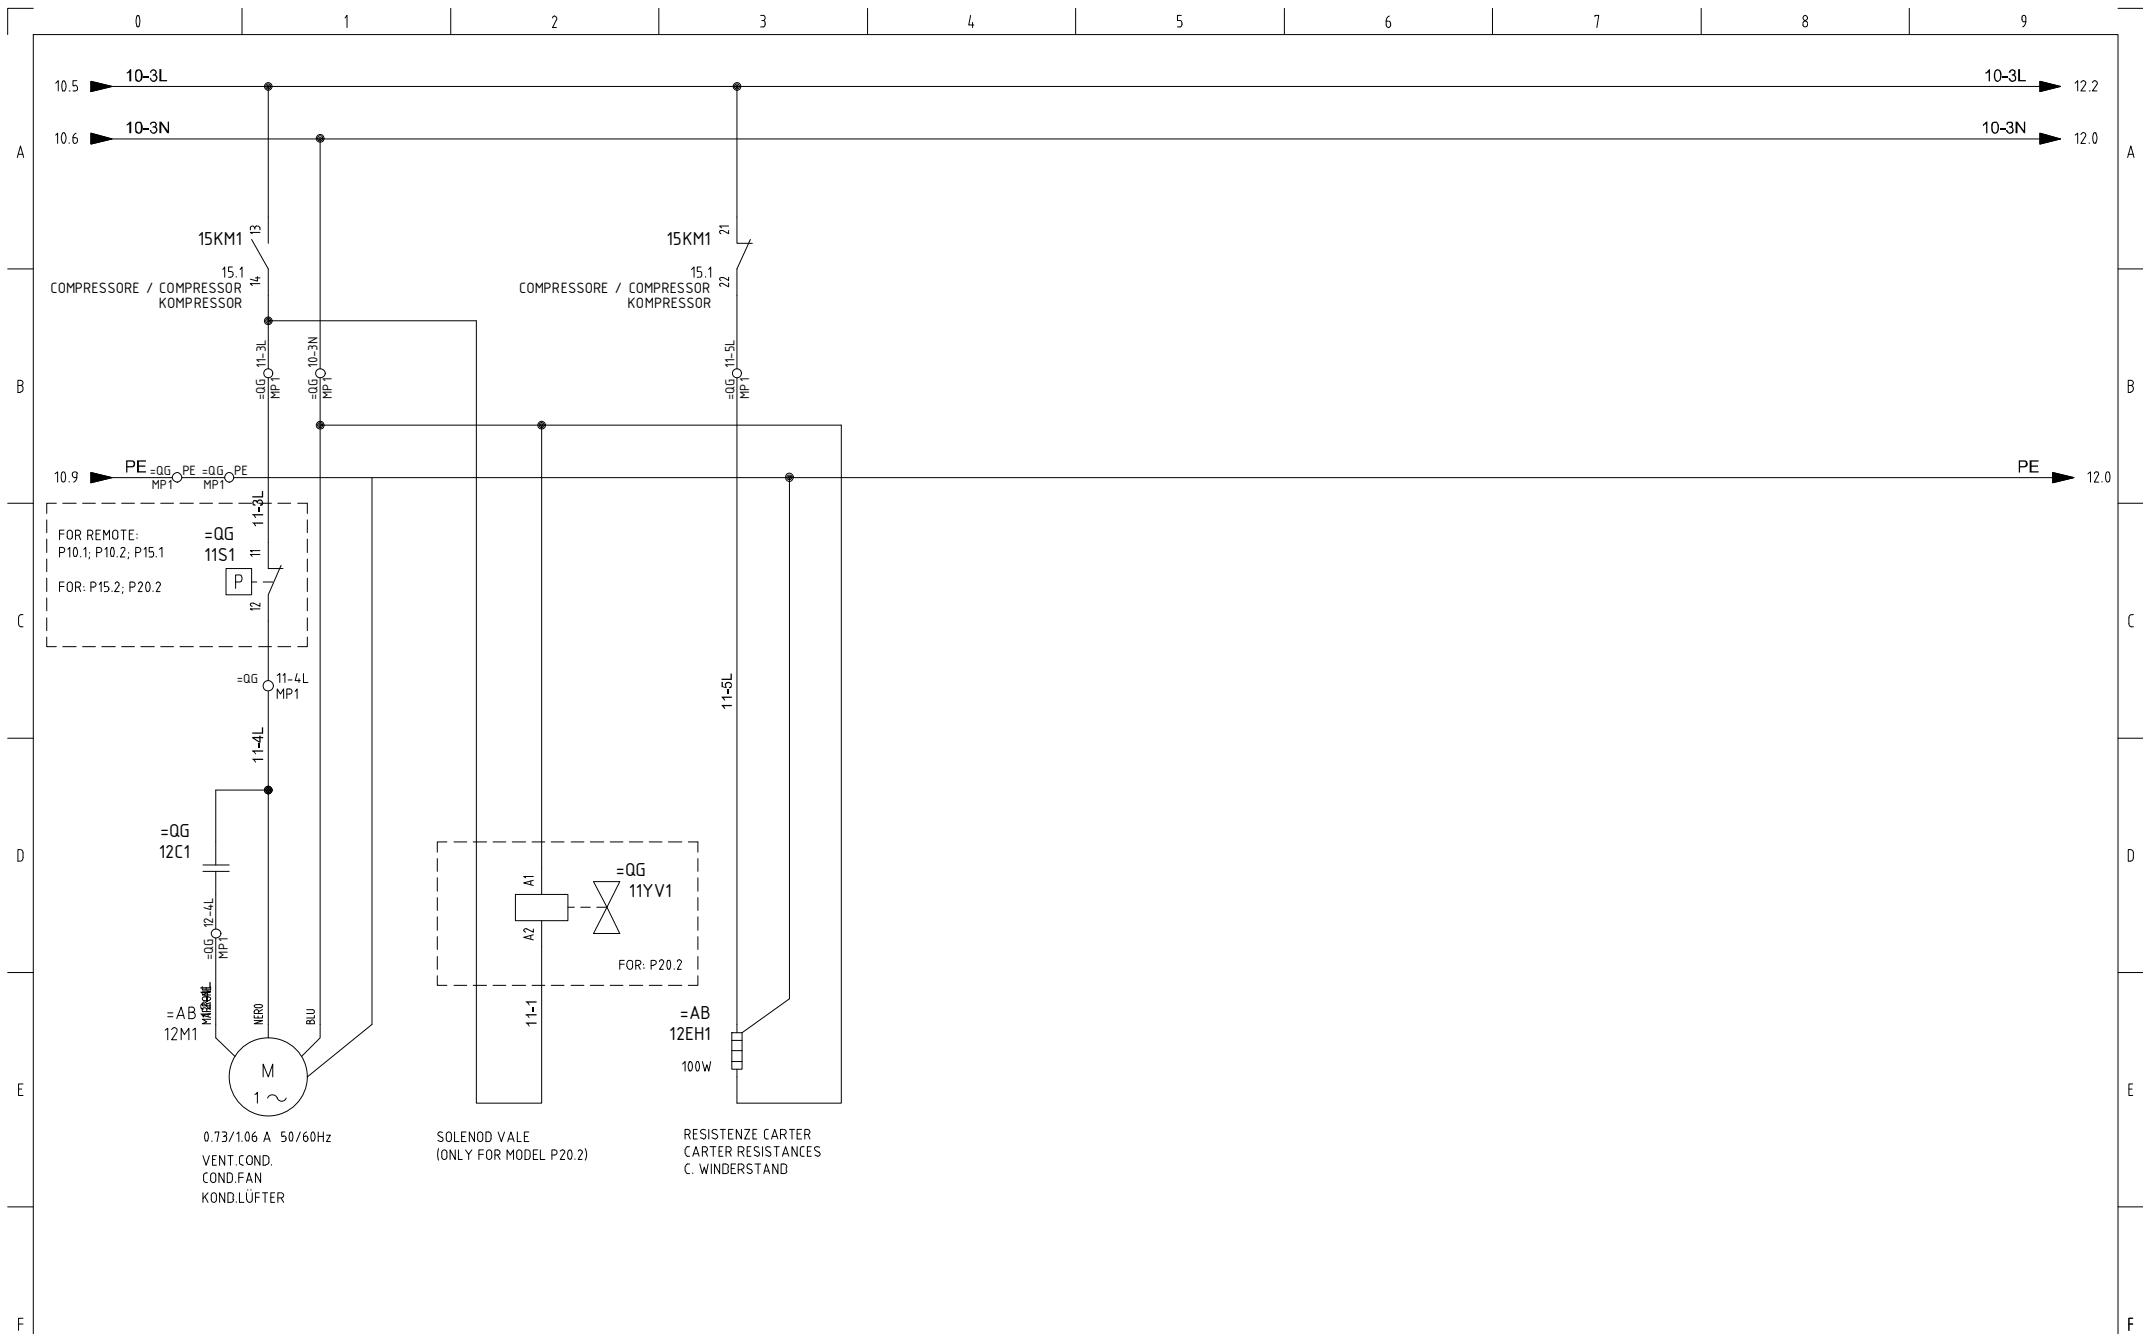 0 1 2 3 4 5 6 7 8 9
10.5 10-3L 10-3L 12.2
10.6 10-3N 10-3N 12.0
A A
15KM1 13
15.1 14
COMPRESSORE / COMPRESSOR
KOMPRESSOR
15KM1 21
15.1 22
COMPRESSORE / COMPRESSOR
KOMPRESSOR
=QG 11-3L
MP1
=QG 10-3N
MP1
=QG 11-5L
MP1
B B
10.9 PE =QG PE =QG PE PE 12.0
MP1 MP1
11-3L
FOR REMOTE:
P10.1; P10.2; P15.1
FOR: P15.2; P20.2
=QG
11S1 11
P
12
C C
=QG 11-4L
MP1
11-5L
11-4L
=QG
12C1
D D
=QG 12-4L
MP1
A1
A2
=QG
11YV1
FOR: P20.2
11-1
=AB
12M1
NERO
BLU
M
1
=AB
12EH1
100W
E E
0.73/1.06 A 50/60Hz
VENT.COND.
COND.FAN
KOND.LÜFTER
SOLENOD VALE
(ONLY FOR MODEL P20.2)
RESISTENZE CARTER
CARTER RESISTANCES
C. WINDERSTAND
F F